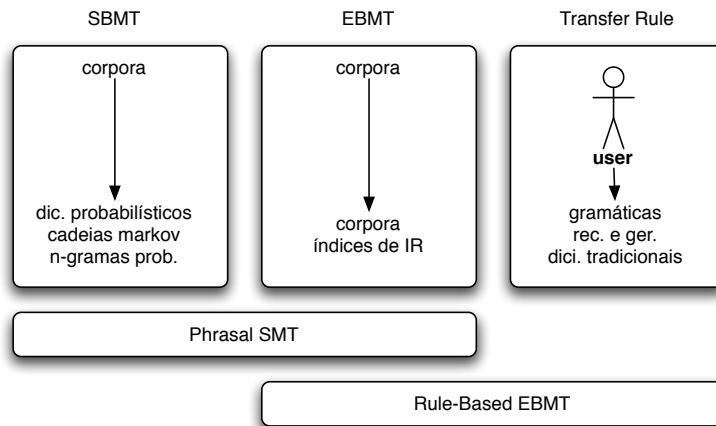 SBMT
EBMT
Transfer Rule
corpora
dic. probabilísticos
cadeias markov
n-gramas prob.
corpora
corpora
índices de IR
user
gramáticas
rec. e ger.
dici. tradicionais
Phrasal SMT
Rule-Based EBMT